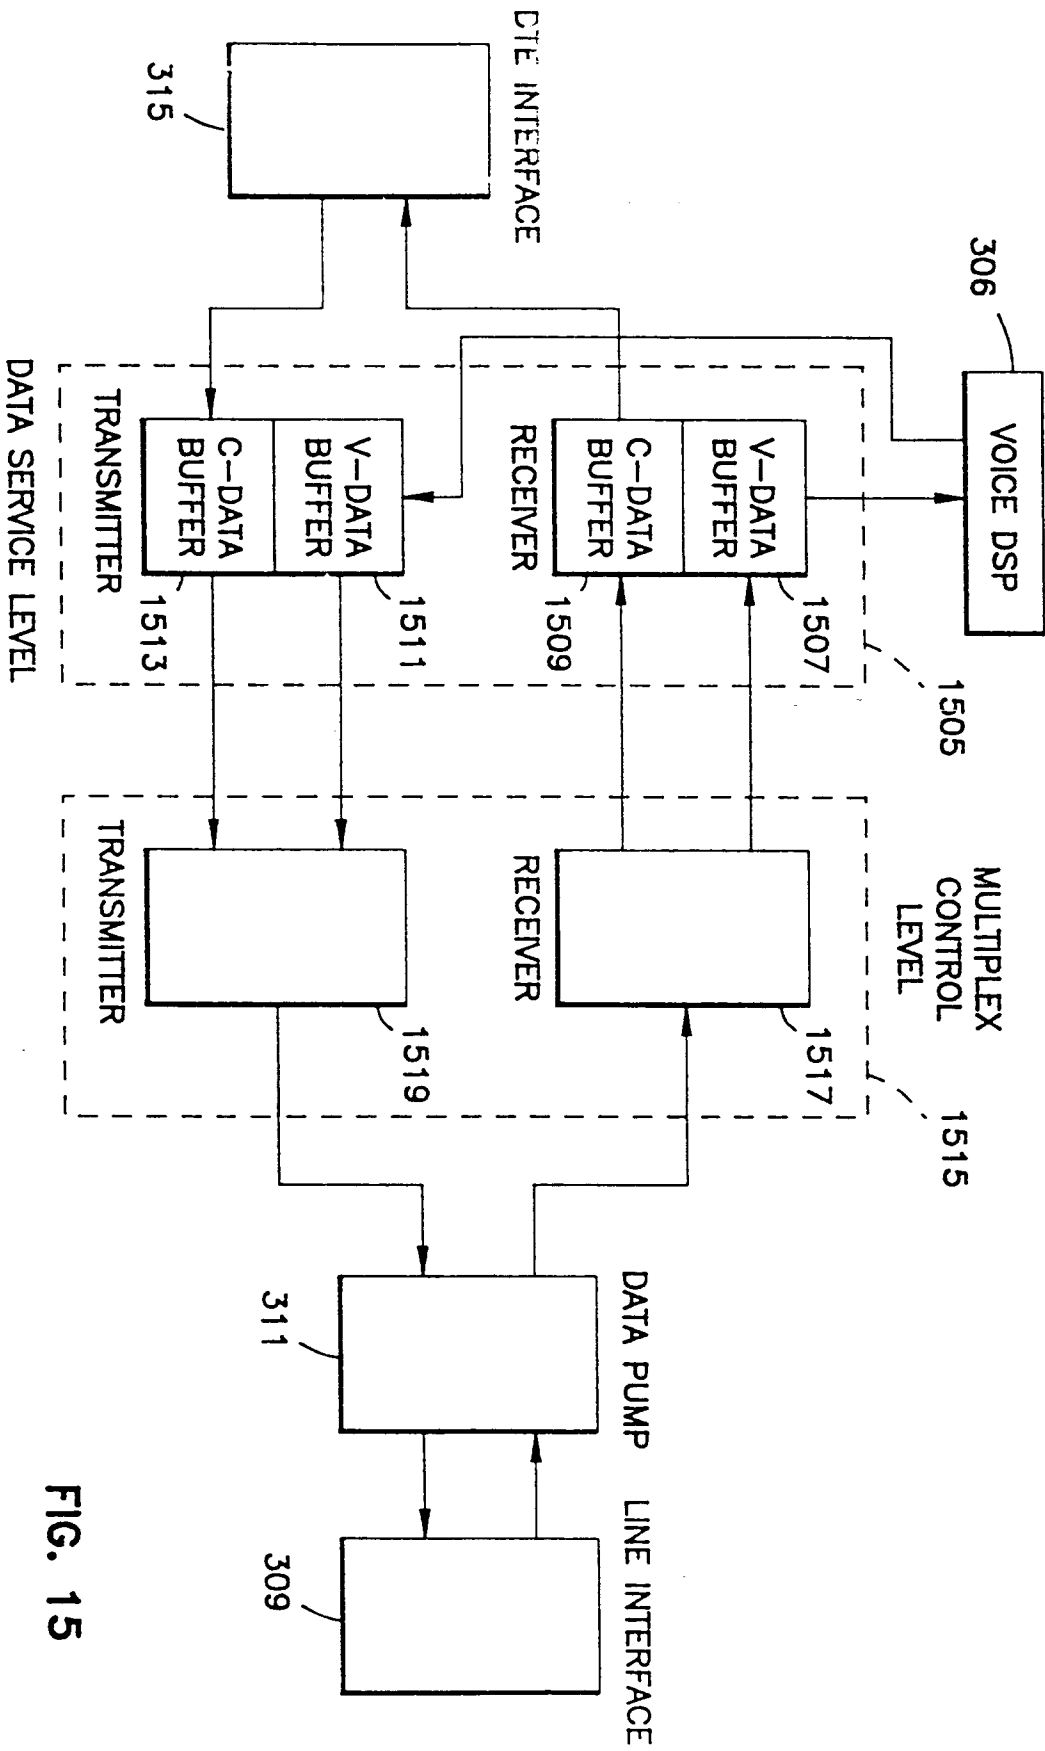 306
VOICE DSP
1505
MULTIPLEX
CONTROL
LEVEL
1515
DTE INTERFACE
315
V-DATA
BUFFER
1507
C-DATA
BUFFER
1509
RECEIVER
V-DATA
BUFFER
1511
C-DATA
BUFFER
1513
TRANSMITTER
DATA SERVICE LEVEL
1517
RECEIVER
1519
TRANSMITTER
DATA PUMP
311
LINE INTERFACE
309
FIG. 15